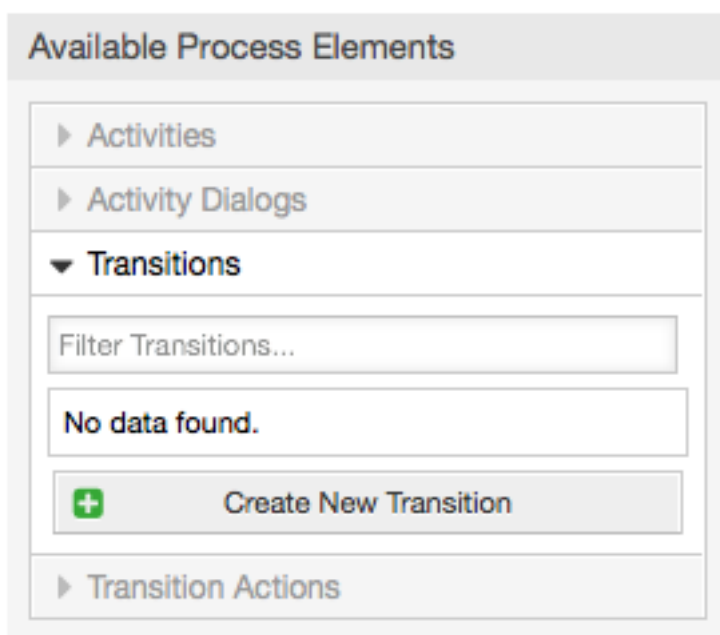 Available Process Elements
Activities
Activity Dialogs
Transitions
Filter Transitions...
No data found.
Create New Transition
Transition Actions